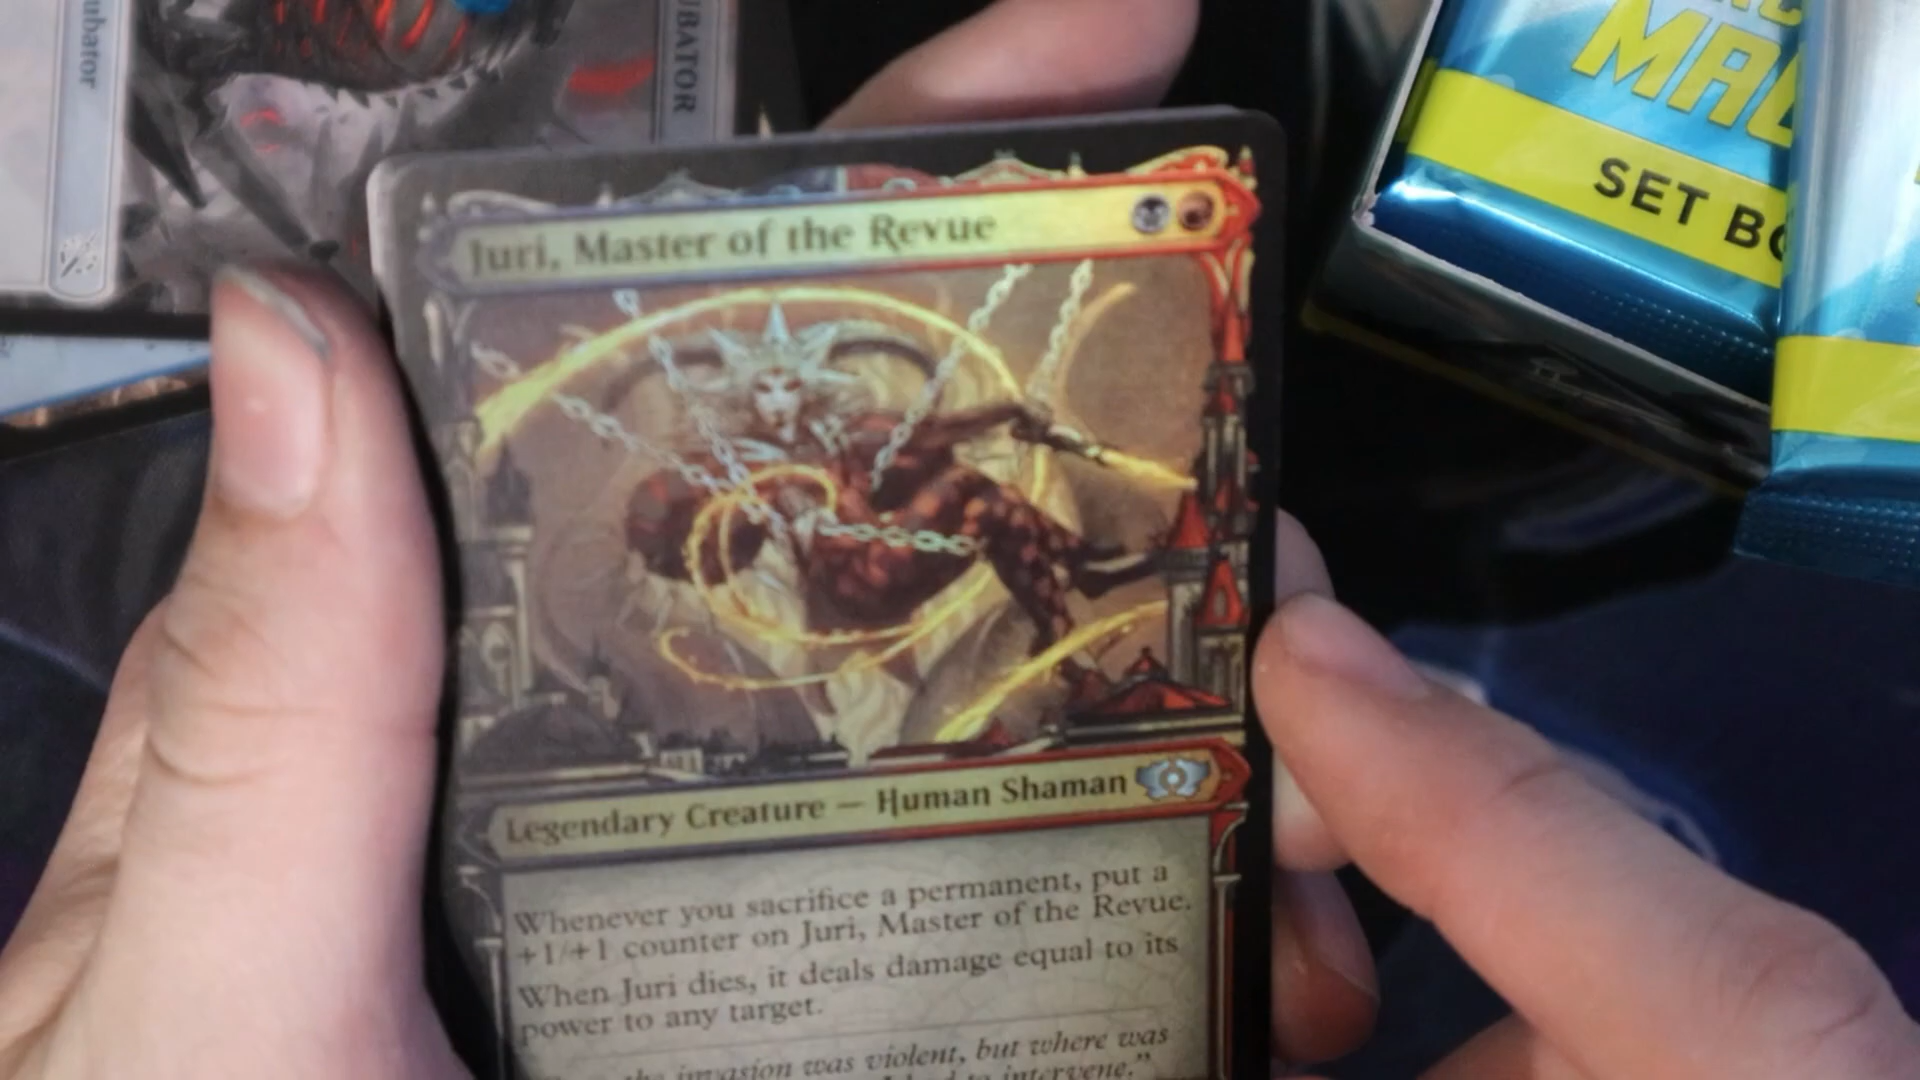 ubator
UBATOR
MA
SET BO
Juri, Master of the Revue
Legendary Creature — Human Shaman
Whenever you sacrifice a permanent, put a
+1/+1 counter on Juri, Master of the Revue.
When Juri dies, it deals damage equal to its
power to any target.
the invasion was violent, but where was
to intervene."